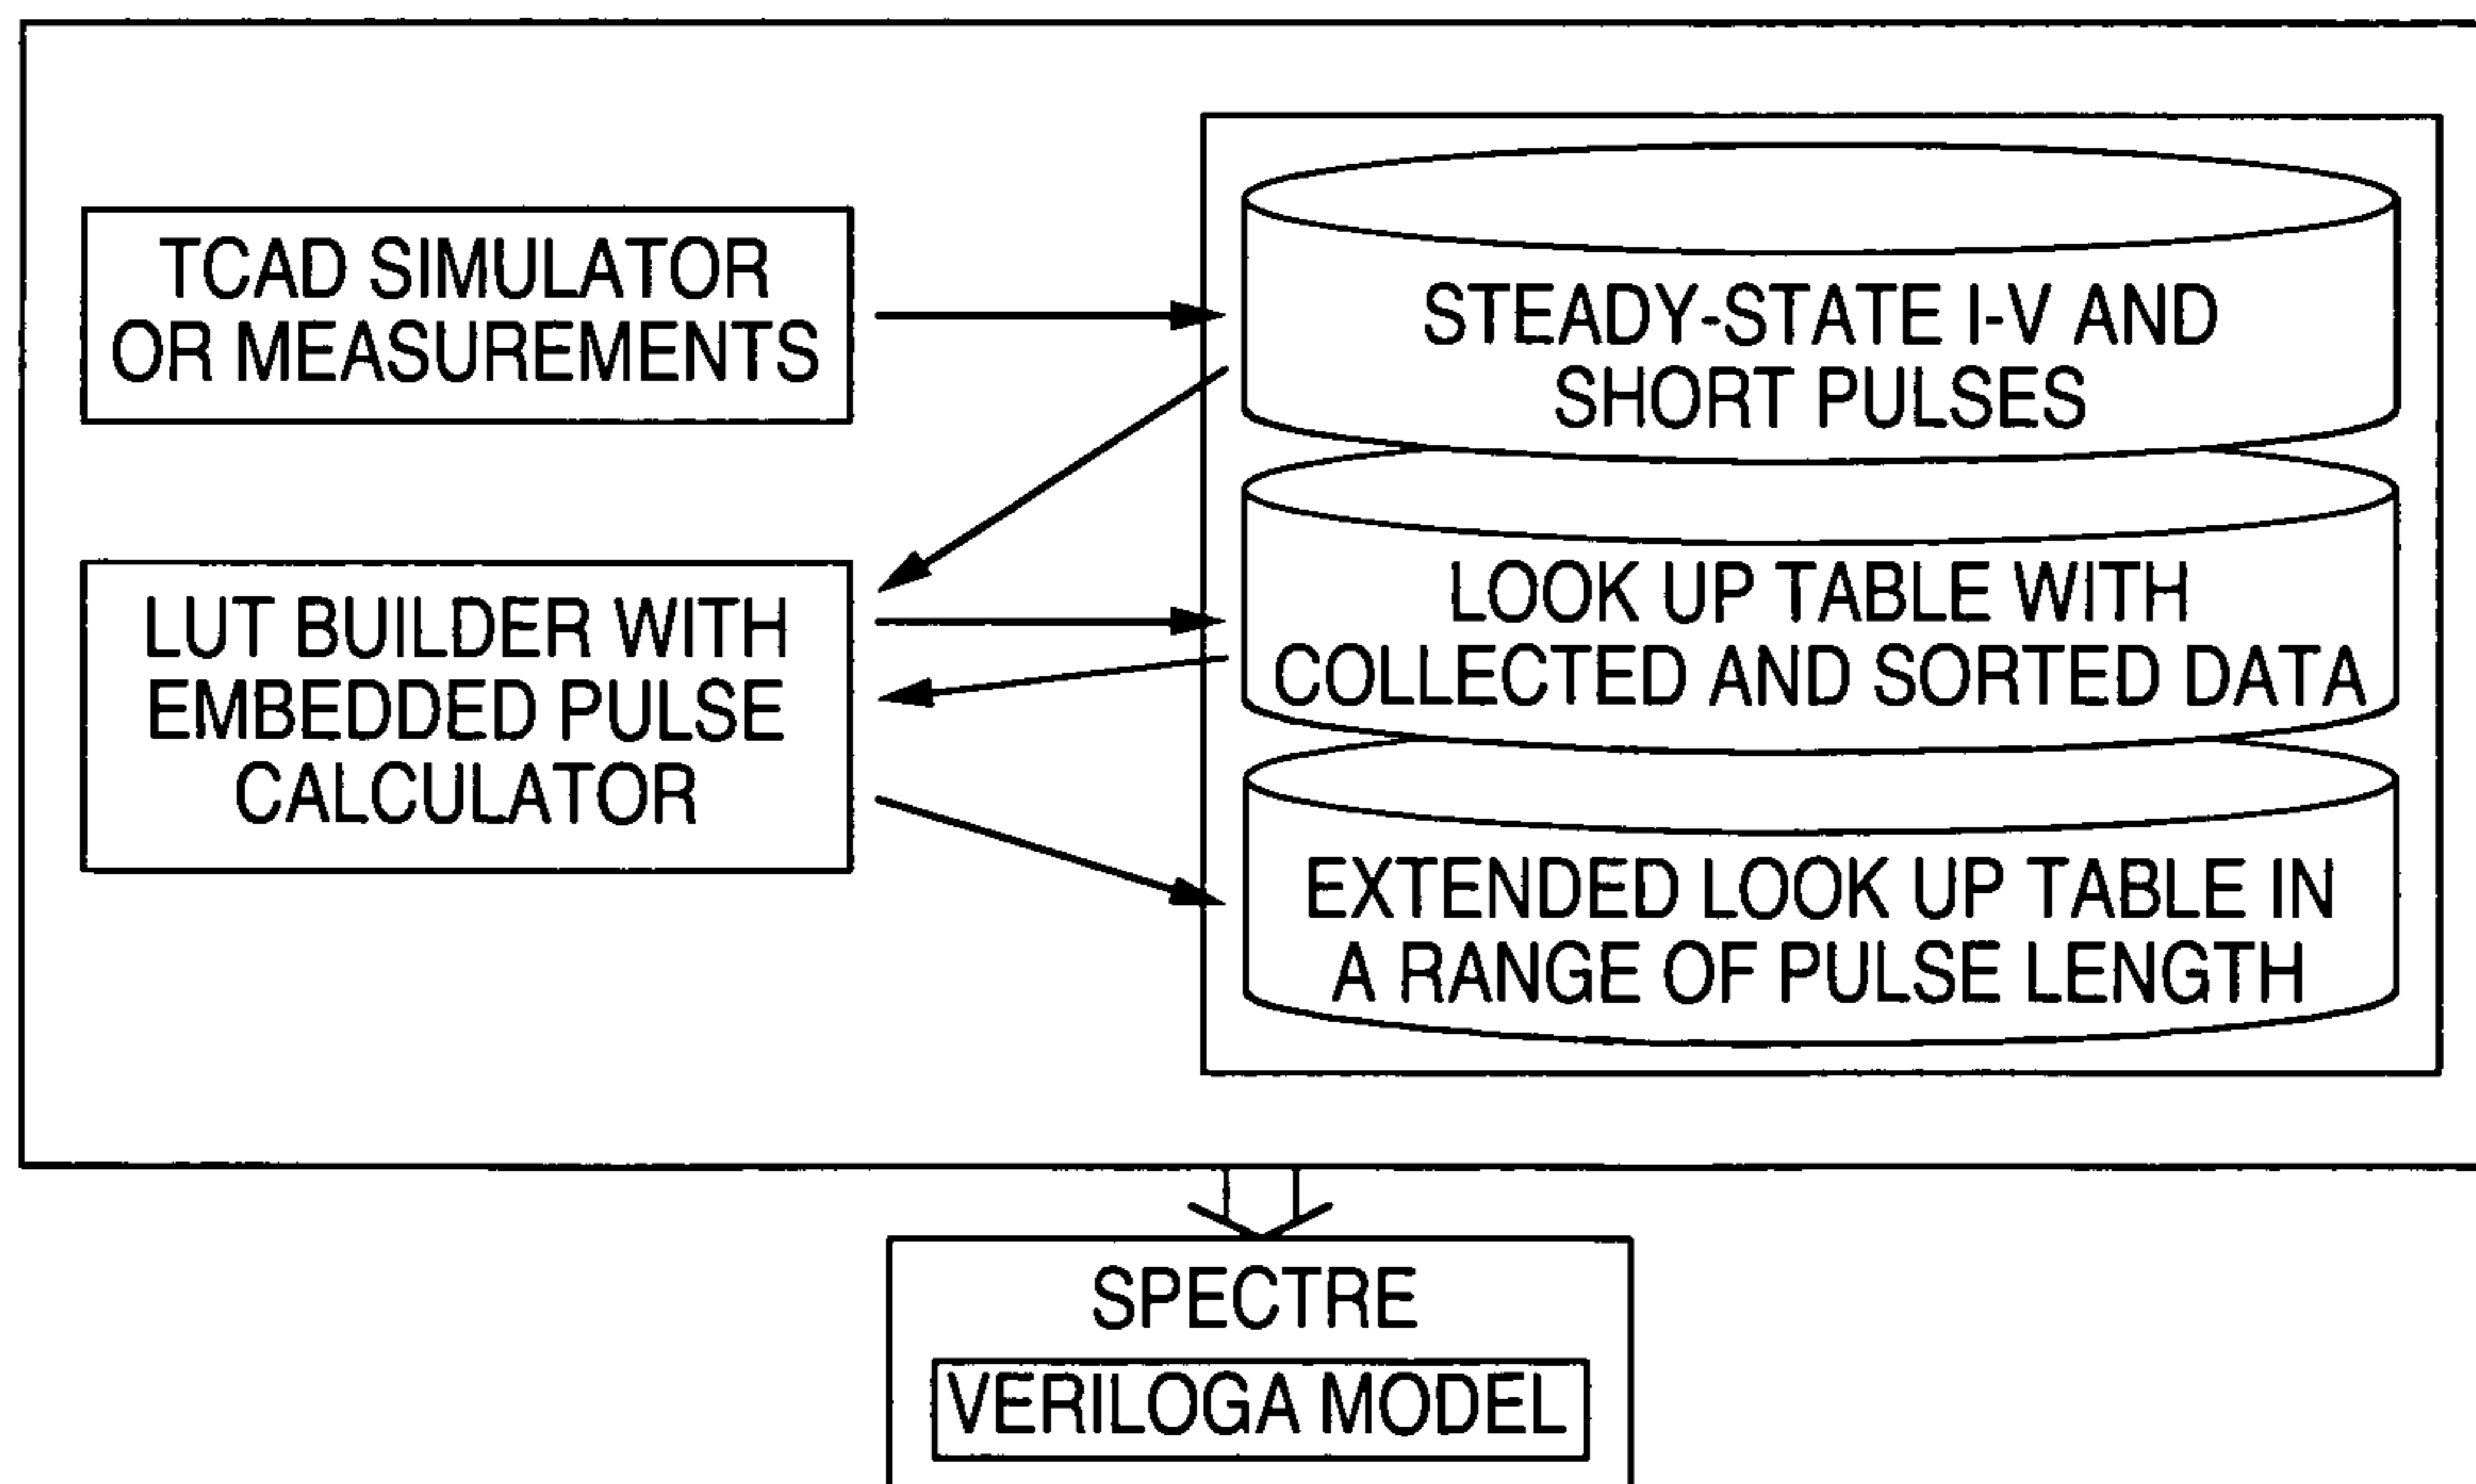 TCAD SIMULATOR
OR MEASUREMENTS
STEADY-STATE I-V AND
SHORT PULSES
LUT BUILDER WITH
EMBEDDED PULSE
CALCULATOR
LOOK UP TABLE WITH
COLLECTED AND SORTED DATA
EXTENDED LOOK UP TABLE IN
A RANGE OF PULSE LENGTH
SPECTRE
VERILOGA MODEL